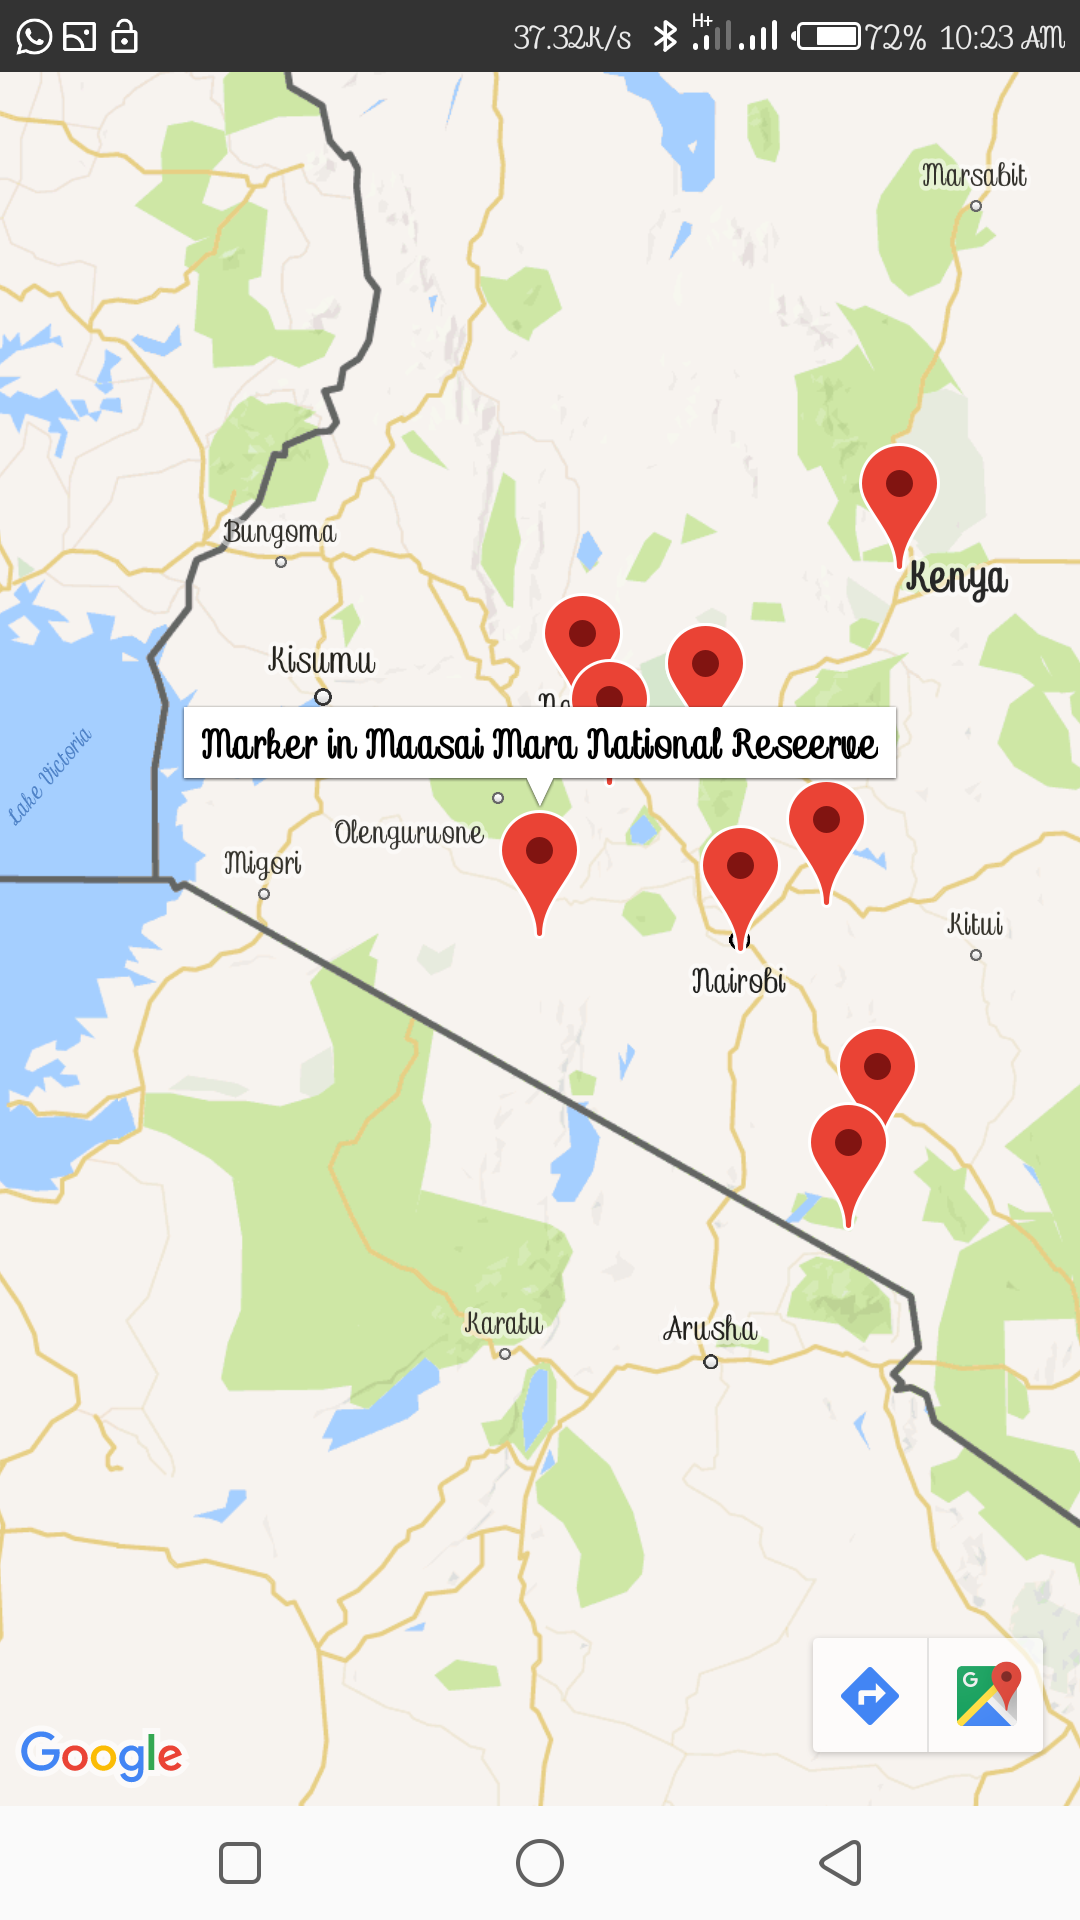 37.32K/s H+ 72% 10:23 AM
Marsabit
Bungoma
Kenya
Kisumu
Marker in Maasai Mara National Reseerve
Lake Victoria
Olenguruone
Migori
Kitui
Nairobi
Karatu
Arusha
G
Google